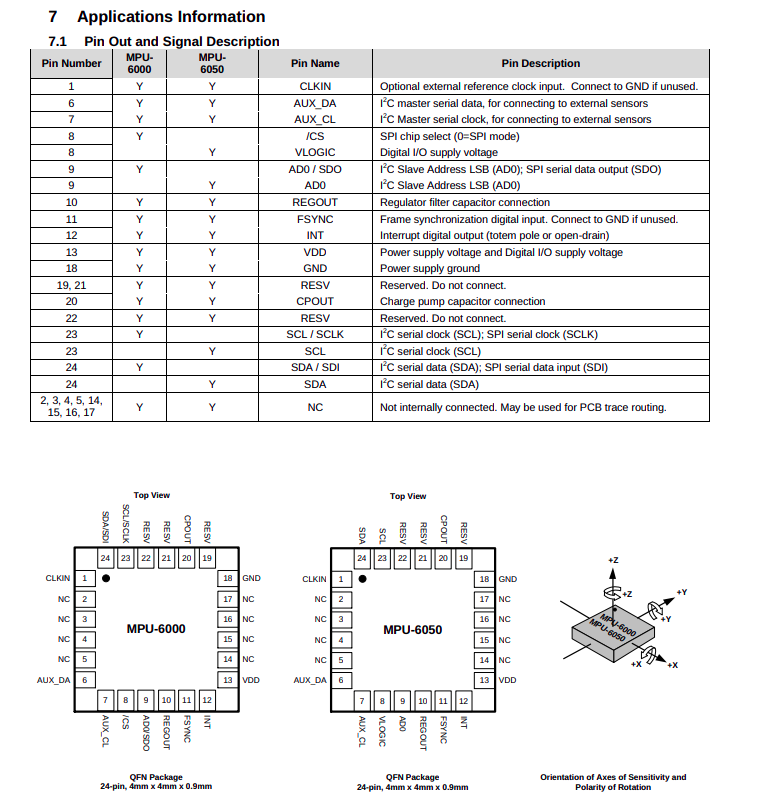 7 Applications Information
7.1 Pin Out and Signal Description
Pin Number MPU-6000 MPU-6050 Pin Name Pin Description
1 Y Y CLKIN Optional external reference clock input. Connect to GND if unused.
6 Y Y AUX_DA I²C master serial data, for connecting to external sensors
7 Y Y AUX_CL I²C Master serial clock, for connecting to external sensors
8 Y /CS SPI chip select (0=SPI mode)
8 Y VLOGIC Digital I/O supply voltage
9 Y AD0 / SDO I²C Slave Address LSB (AD0); SPI serial data output (SDO)
9 Y AD0 I²C Slave Address LSB (AD0)
10 Y Y REGOUT Regulator filter capacitor connection
11 Y Y FSYNC Frame synchronization digital input. Connect to GND if unused.
12 Y Y INT Interrupt digital output (totem pole or open-drain)
13 Y Y VDD Power supply voltage and Digital I/O supply voltage
18 Y Y GND Power supply ground
19, 21 Y Y RESV Reserved. Do not connect.
20 Y Y CPOUT Charge pump capacitor connection
22 Y Y RESV Reserved. Do not connect.
23 Y SCL / SCLK I²C serial clock (SCL); SPI serial clock (SCLK)
23 Y SCL I²C serial clock (SCL)
24 Y SDA / SDI I²C serial data (SDA); SPI serial data input (SDI)
24 Y SDA I²C serial data (SDA)
2, 3, 4, 5, 14, 15, 16, 17 Y Y NC Not internally connected. May be used for PCB trace routing.
Top View
SDA/SDI SCL/SCLK RESV RESV CPOUT RESV
24 23 22 21 20 19
CLKIN 1 18 GND
NC 2 17 NC
NC 3 16 NC
MPU-6000
NC 4 15 NC
NC 5 14 NC
AUX_DA 6 13 VDD
7 8 9 10 11 12
AUX_CL /CS AD0/SDO REGOUT FSYNC INT
QFN Package
24-pin, 4mm x 4mm x 0.9mm
Top View
SDA SCL RESV RESV CPOUT RESV
24 23 22 21 20 19
CLKIN 1 18 GND
NC 2 17 NC
NC 3 16 NC
MPU-6050
NC 4 15 NC
NC 5 14 NC
AUX_DA 6 13 VDD
7 8 9 10 11 12
AUX_CL VLOGIC AD0 REGOUT FSYNC INT
QFN Package
24-pin, 4mm x 4mm x 0.9mm
+Z
+Z
+Y
+Y
MPU-6000
MPU-6050
+X
+X
Orientation of Axes of Sensitivity and
Polarity of Rotation